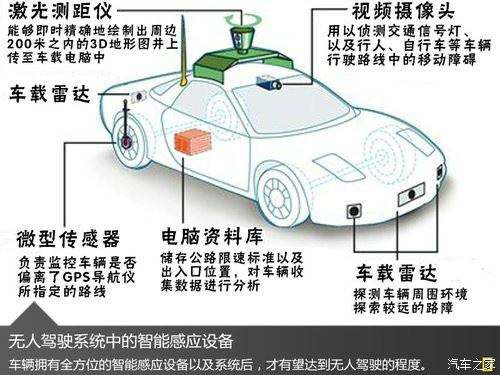 激光测距仪
能够即时精确地绘制出周边
200米之内的3D地形图并上
传至车载电脑中
视频摄像头
用以侦测交通信号灯、
以及行人、自行车等车辆
行驶路线中的移动障碍
车载雷达
微型传感器
负责监控车辆是否
偏离了GPS导航仪
所指定的路线
电脑资料库
储存公路限速标准以及
出入口位置，对车辆收
集数据进行分析
车载雷达
探测车辆周围环境
探索较远的路障
无人驾驶系统中的智能感应设备
车辆拥有全方位的智能感应设备以及系统后，才有望达到无人驾驶的程度。
汽车之家